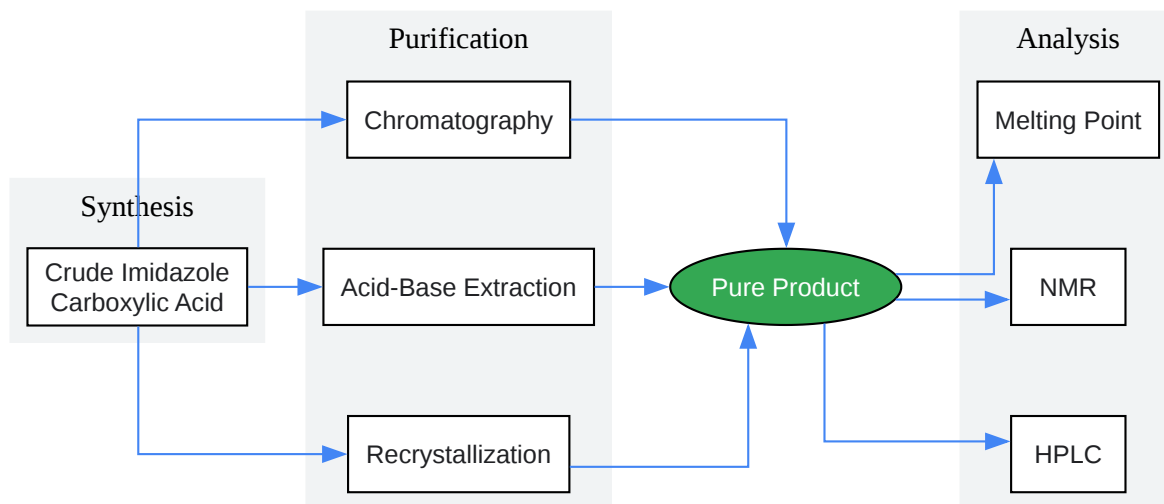 Synthesis
Crude Imidazole
Carboxylic Acid
Purification
Chromatography
Acid-Base Extraction
Recrystallization
Pure Product
Analysis
Melting Point
NMR
HPLC